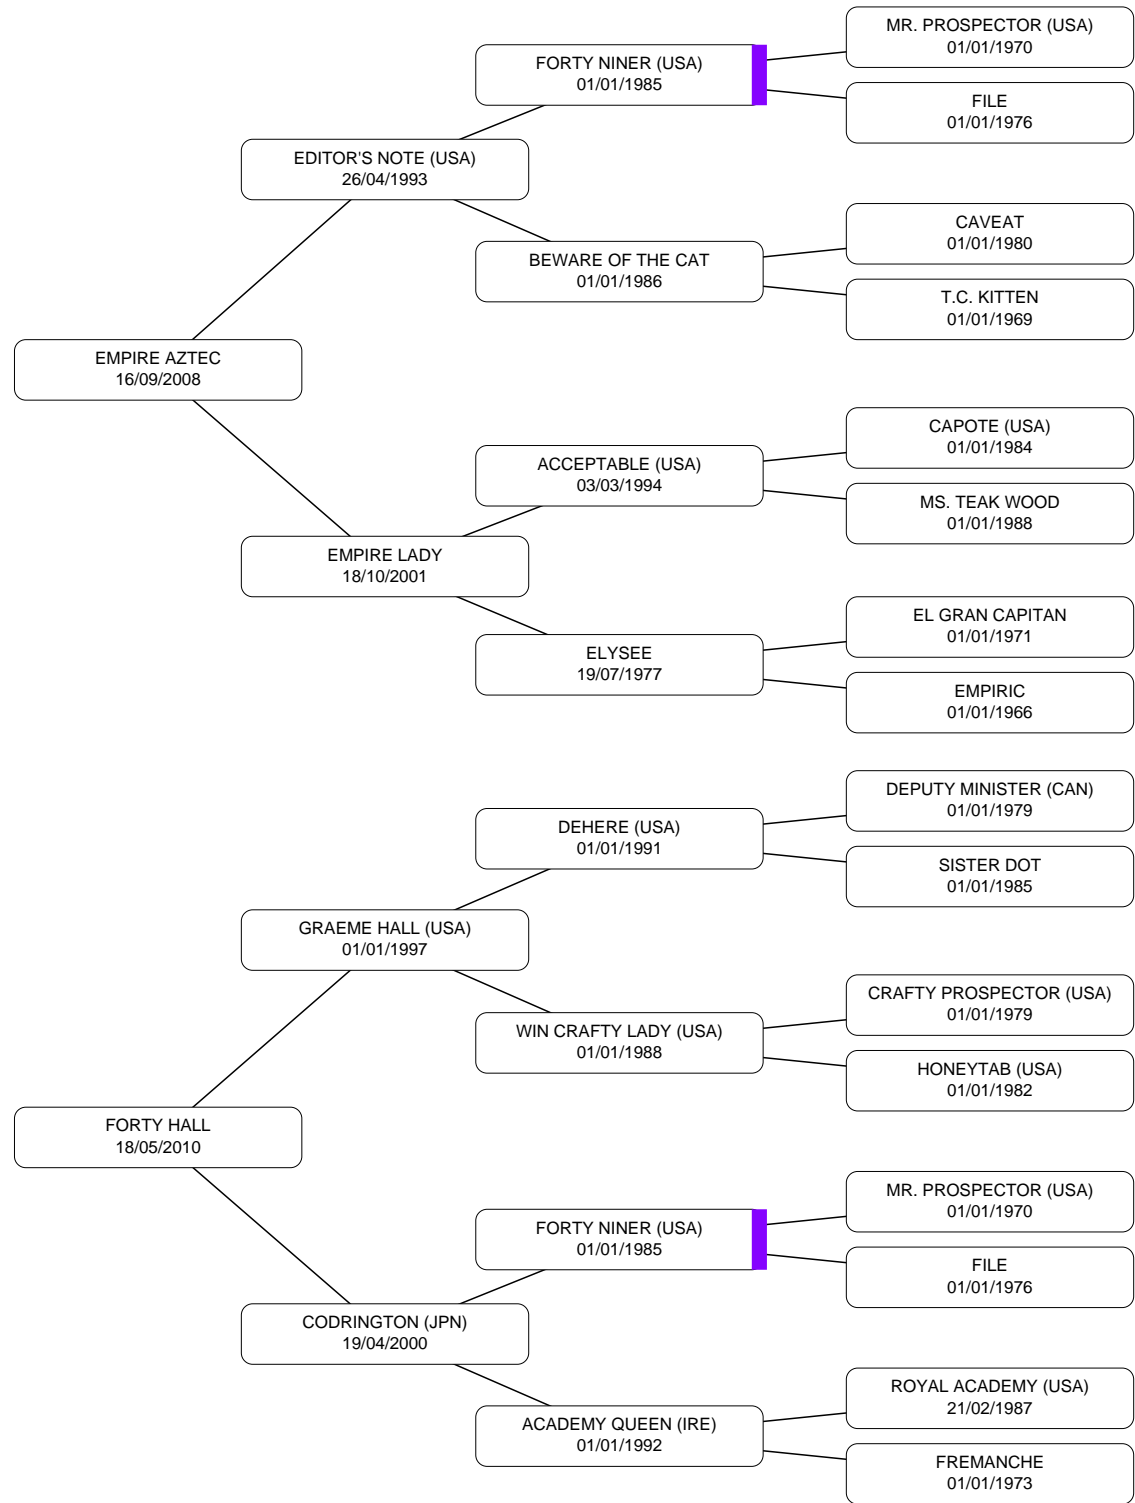 MR. PROSPECTOR (USA)
01/01/1970
FORTY NINER (USA)
01/01/1985
FILE
01/01/1976
EDITOR'S NOTE (USA)
26/04/1993
CAVEAT
01/01/1980
BEWARE OF THE CAT
01/01/1986
T.C. KITTEN
01/01/1969
EMPIRE AZTEC
16/09/2008
CAPOTE (USA)
01/01/1984
ACCEPTABLE (USA)
03/03/1994
MS. TEAK WOOD
01/01/1988
EMPIRE LADY
18/10/2001
EL GRAN CAPITAN
01/01/1971
ELYSEE
19/07/1977
EMPIRIC
01/01/1966
DEPUTY MINISTER (CAN)
01/01/1979
DEHERE (USA)
01/01/1991
SISTER DOT
01/01/1985
GRAEME HALL (USA)
01/01/1997
CRAFTY PROSPECTOR (USA)
01/01/1979
WIN CRAFTY LADY (USA)
01/01/1988
HONEYTAB (USA)
01/01/1982
FORTY HALL
18/05/2010
MR. PROSPECTOR (USA)
01/01/1970
FORTY NINER (USA)
01/01/1985
FILE
01/01/1976
CODRINGTON (JPN)
19/04/2000
ROYAL ACADEMY (USA)
21/02/1987
ACADEMY QUEEN (IRE)
01/01/1992
FREMANCHE
01/01/1973